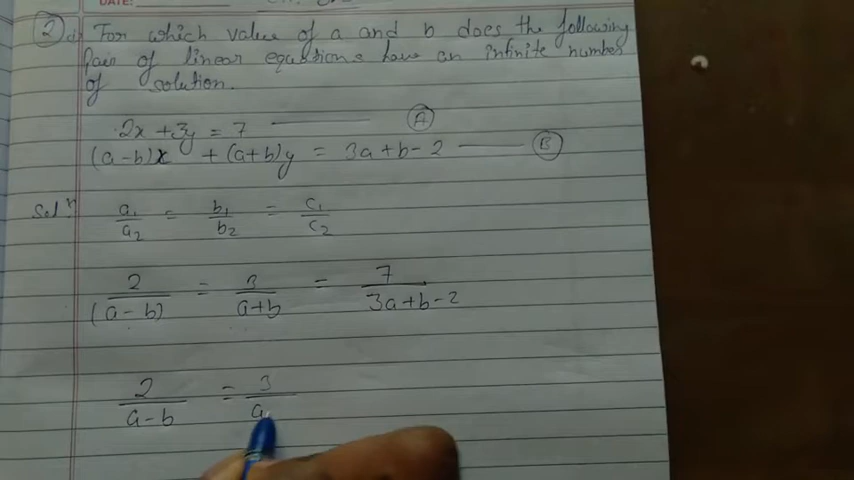 DATE:
2 i) For which value of a and b does the following
Pair of linear equations have an infinite number
of solution.
2x + 3y = 7 A
(a-b)x + (a+b)y = 3a+b-2 B
Solⁿ a₁/a₂ = b₁/b₂ = c₁/c₂
2/(a-b) = 3/a+b = 7/3a+b-2
2/a-b = 3/a